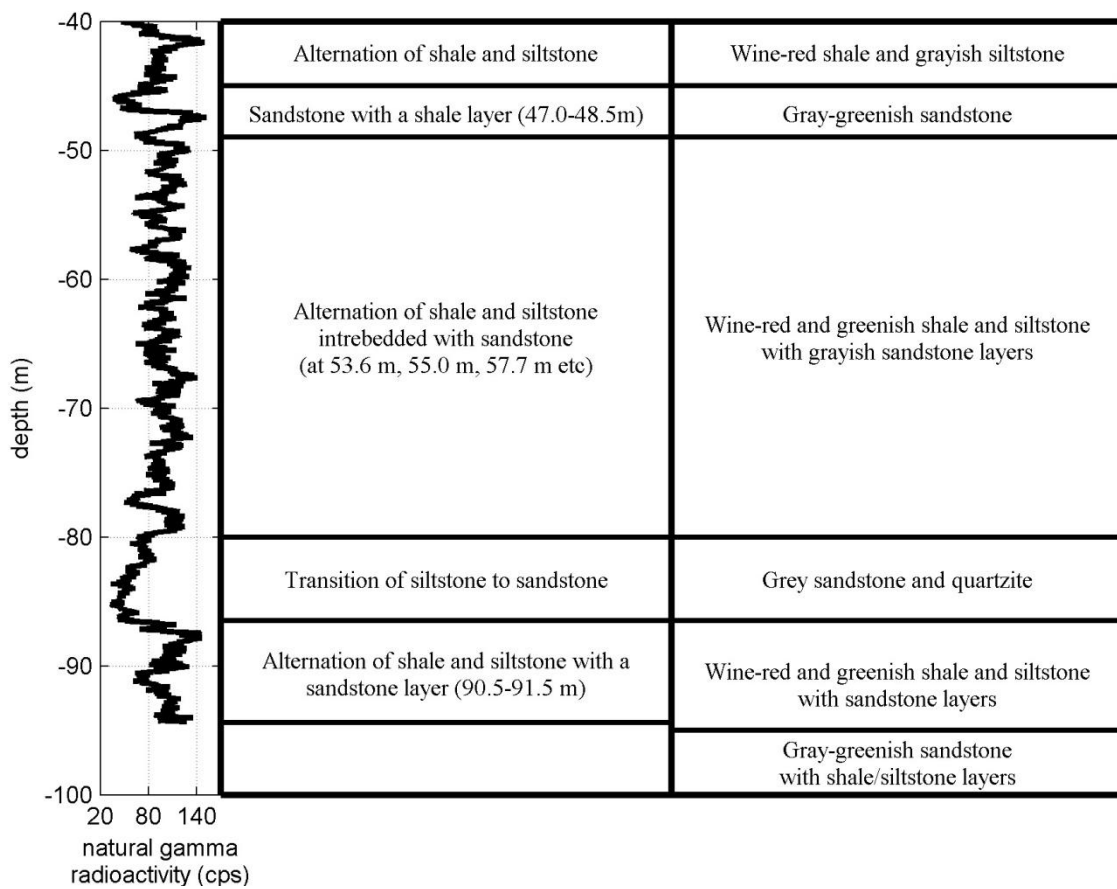 -40
Alternation of shale and siltstone
Wine-red shale and grayish siltstone
Sandstone with a shale layer (47.0-48.5m)
Gray-greenish sandstone
-50
-60
Alternation of shale and siltstone
intrebedded with sandstone
(at 53.6 m, 55.0 m, 57.7 m etc)
Wine-red and greenish shale and siltstone
with grayish sandstone layers
depth (m)
-70
-80
Transition of siltstone to sandstone
Grey sandstone and quartzite
-90
Alternation of shale and siltstone with a
sandstone layer (90.5-91.5 m)
Wine-red and greenish shale and siltstone
with sandstone layers
Gray-greenish sandstone
with shale/siltstone layers
-100
20 80 140
natural gamma
radioactivity (cps)